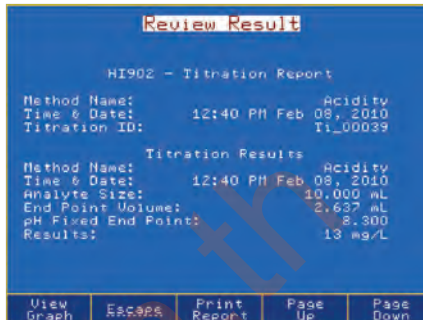 Review Result
HI902 - Titration Report
Method Name: Acidity
Time & Date: 12:40 PM Feb 08, 2010
Titration ID: Ti_00039
Titration Results
Method Name: Acidity
Time & Date: 12:40 PM Feb 08, 2010
Analyte Size: 10.000 mL
End Point Volume: 2.637 mL
pH Fixed End Point: 8.300
Results: 13 mg/L
View Graph Escape Print Report Page Up Page Down